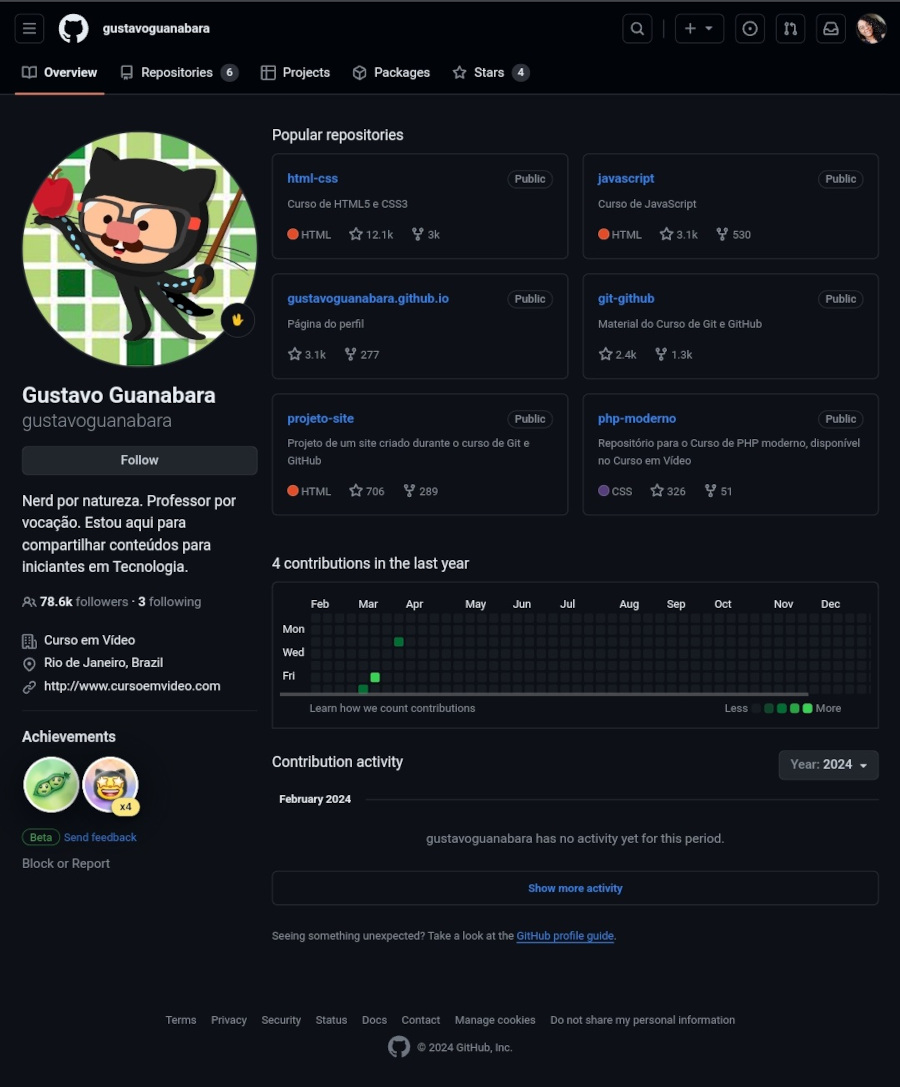 gustavoguanabara
Overview
Repositories 6
Projects
Packages
Stars 4
Gustavo Guanabara
gustavoguanabara
Follow
Nerd por natureza. Professor por
vocação. Estou aqui para
compartilhar conteúdos para
iniciantes em Tecnologia.
78.6k followers · 3 following
Curso em Vídeo
Rio de Janeiro, Brazil
http://www.cursoemvideo.com
Achievements
x4
Beta Send feedback
Block or Report
Popular repositories
html-css Public
Curso de HTML5 e CSS3
HTML 12.1k 3k
javascript Public
Curso de JavaScript
HTML 3.1k 530
gustavoguanabara.github.io Public
Página do perfil
3.1k 277
git-github Public
Material do Curso de Git e GitHub
2.4k 1.3k
projeto-site Public
Projeto de um site criado durante o curso de Git e
GitHub
HTML 706 289
php-moderno Public
Repositório para o Curso de PHP moderno, disponível
no Curso em Vídeo
CSS 326 51
4 contributions in the last year
Feb Mar Apr May Jun Jul Aug Sep Oct Nov Dec
Mon
Wed
Fri
Learn how we count contributions
Less More
Contribution activity
Year: 2024
February 2024
gustavoguanabara has no activity yet for this period.
Show more activity
Seeing something unexpected? Take a look at the GitHub profile guide.
Terms Privacy Security Status Docs Contact Manage cookies Do not share my personal information
© 2024 GitHub, Inc.